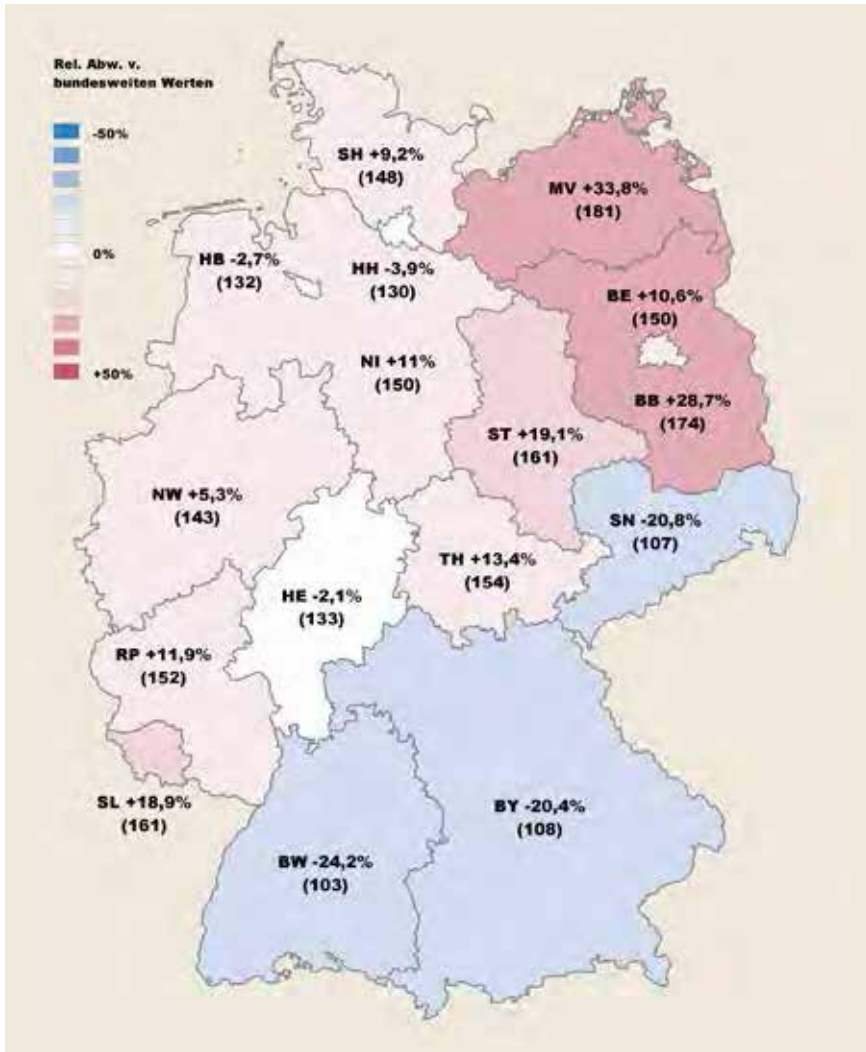 Rel. Abw. v.
bundesweiten Werten
-50%
0%
+50%
SH +9,2%
(148)
MV +33,8%
(181)
HB -2,7%
(132)
HH -3,9%
(130)
BE +10,6%
(150)
NI +11%
(150)
BB +28,7%
(174)
ST +19,1%
(161)
NW +5,3%
(143)
SN -20,8%
(107)
TH +13,4%
(154)
HE -2,1%
(133)
RP +11,9%
(152)
SL +18,9%
(161)
BY -20,4%
(108)
BW -24,2%
(103)